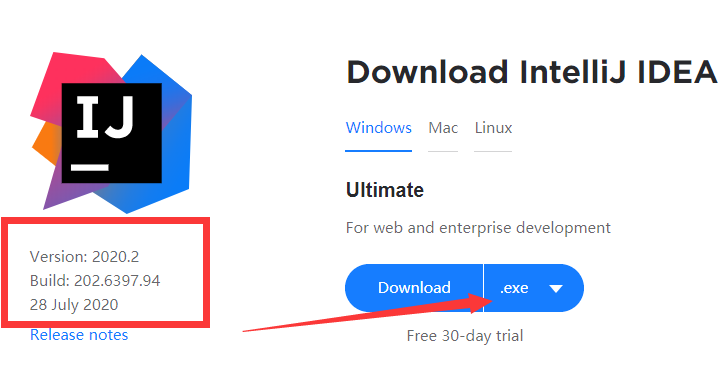 IJ
Download IntelliJ IDEA
Windows Mac Linux
Ultimate
For web and enterprise development
Version: 2020.2
Build: 202.6397.94
28 July 2020
Release notes
Download .exe
Free 30-day trial